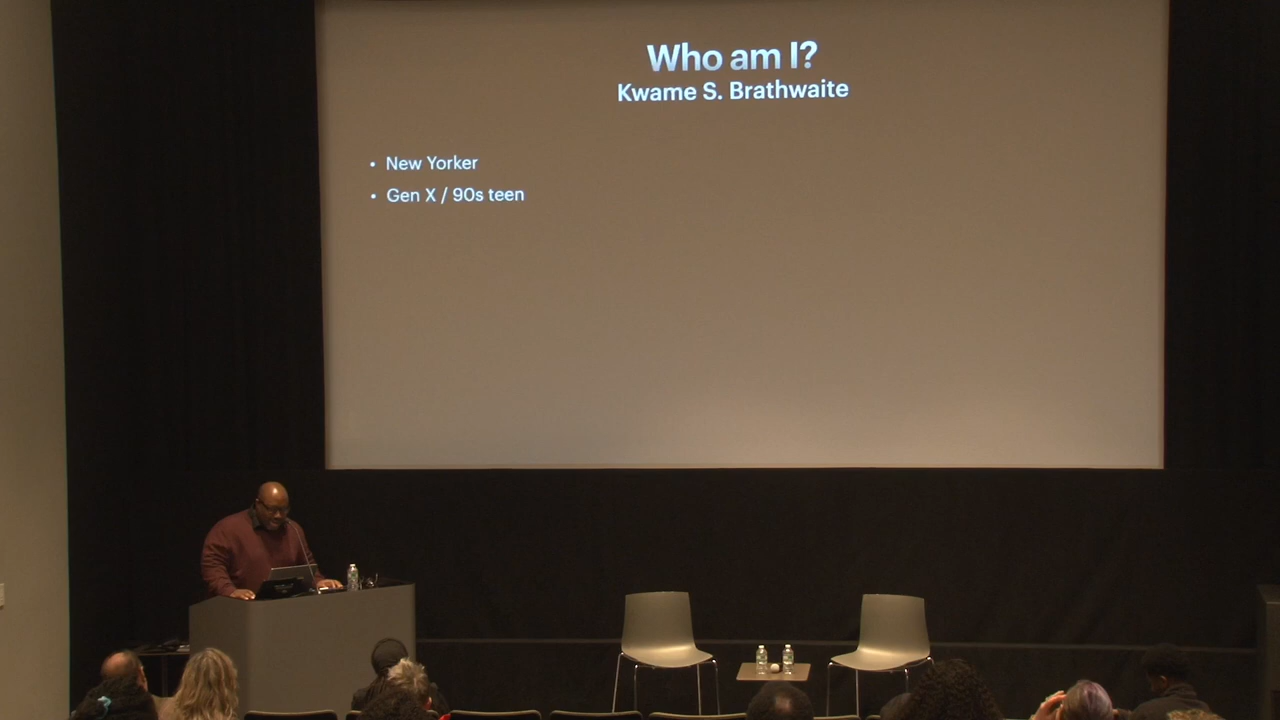 Who am I?
Kwame S. Brathwaite
• New Yorker
• Gen X / 90s teen